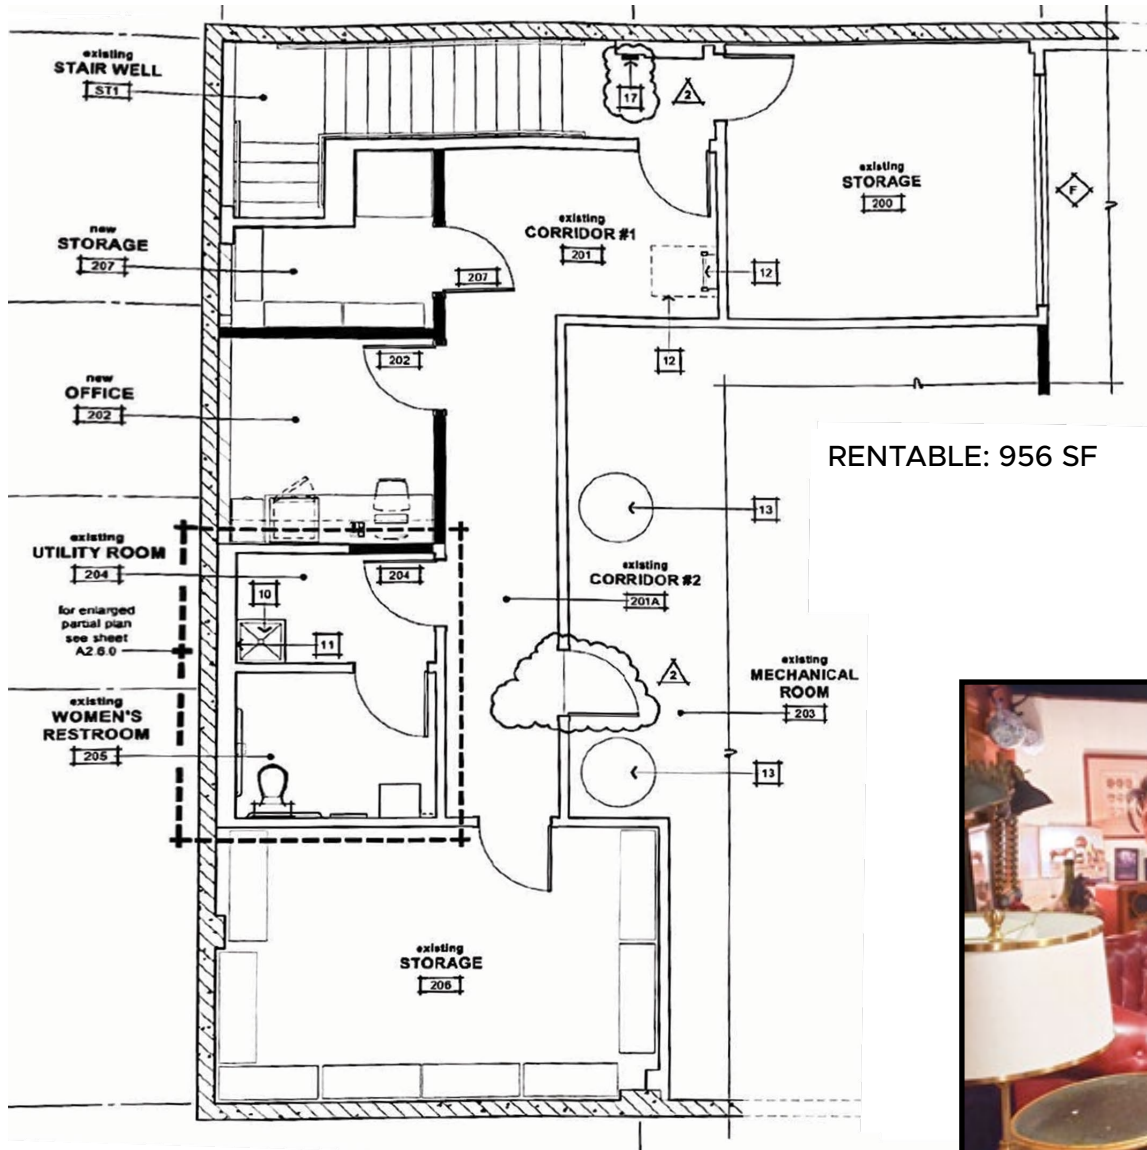 existing
STAIR WELL
ST1
17
2
existing
STORAGE
200
F
new
STORAGE
207
207
existing
CORRIDOR #1
201
12
12
202
new
OFFICE
202
RENTABLE: 956 SF
13
existing
UTILITY ROOM
204
204
10
11
for enlarged
partial plan
see sheet
A2.6.0
existing
CORRIDOR #2
201A
2
existing
MECHANICAL
ROOM
203
existing
WOMEN'S
RESTROOM
205
13
existing
STORAGE
206